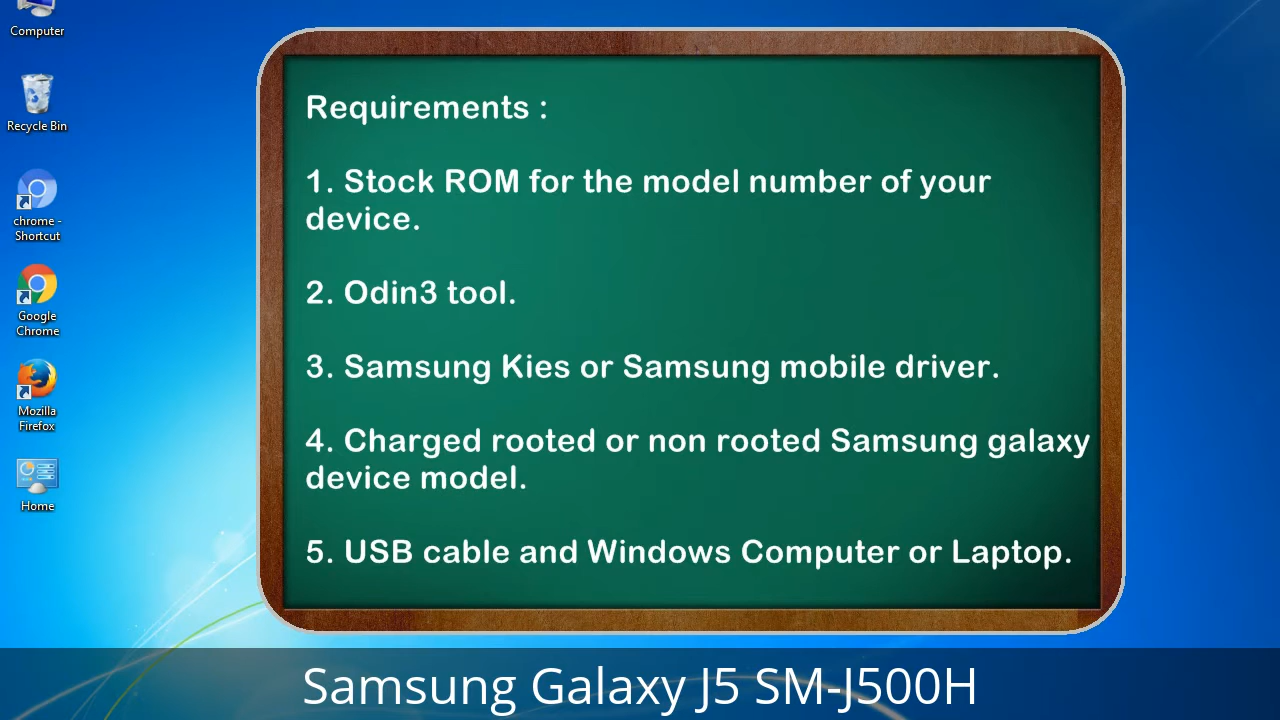 Computer
Recycle Bin
chrome -
Shortcut
Google
Chrome
Mozilla
Firefox
Home
Requirements :
1. Stock ROM for the model number of your
device.
2. Odin3 tool.
3. Samsung Kies or Samsung mobile driver.
4. Charged rooted or non rooted Samsung galaxy
device model.
5. USB cable and Windows Computer or Laptop.
Samsung Galaxy J5 SM-J500H